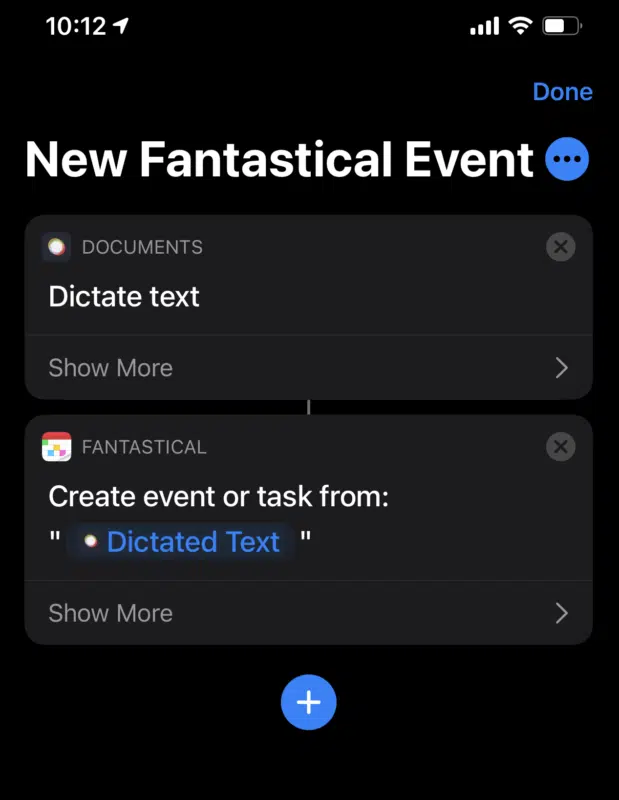 10:12
Done
New Fantastical Event
DOCUMENTS
Dictate text
Show More
FANTASTICAL
Create event or task from:
" Dictated Text "
Show More